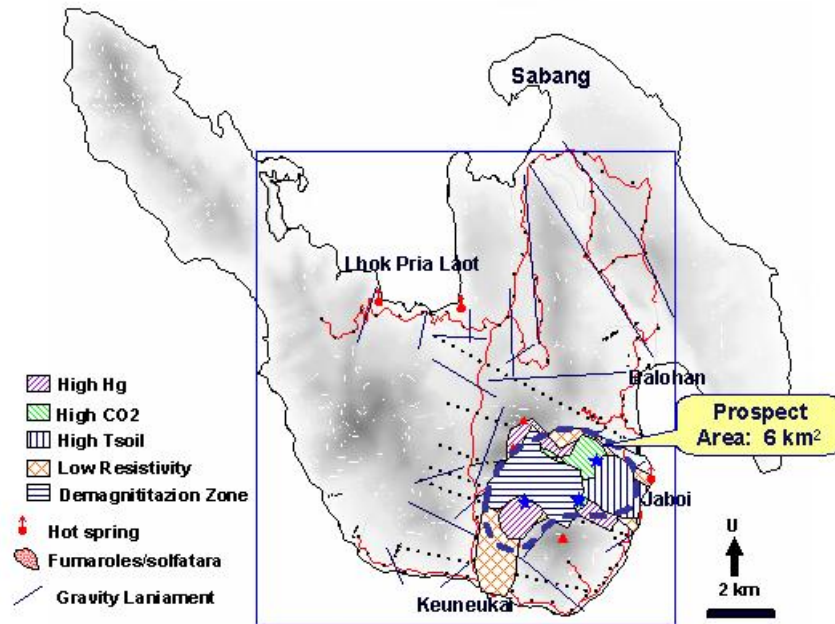 Sabang
Lhok Pria Laot
Balohan
Prospect
Area: 6 km²
Jaboi
Keuneukai
High Hg
High CO2
High Tsoil
Low Resistivity
Demagnititazion Zone
Hot spring
Fumaroles/solfatara
Gravity Laniament
U
2 km